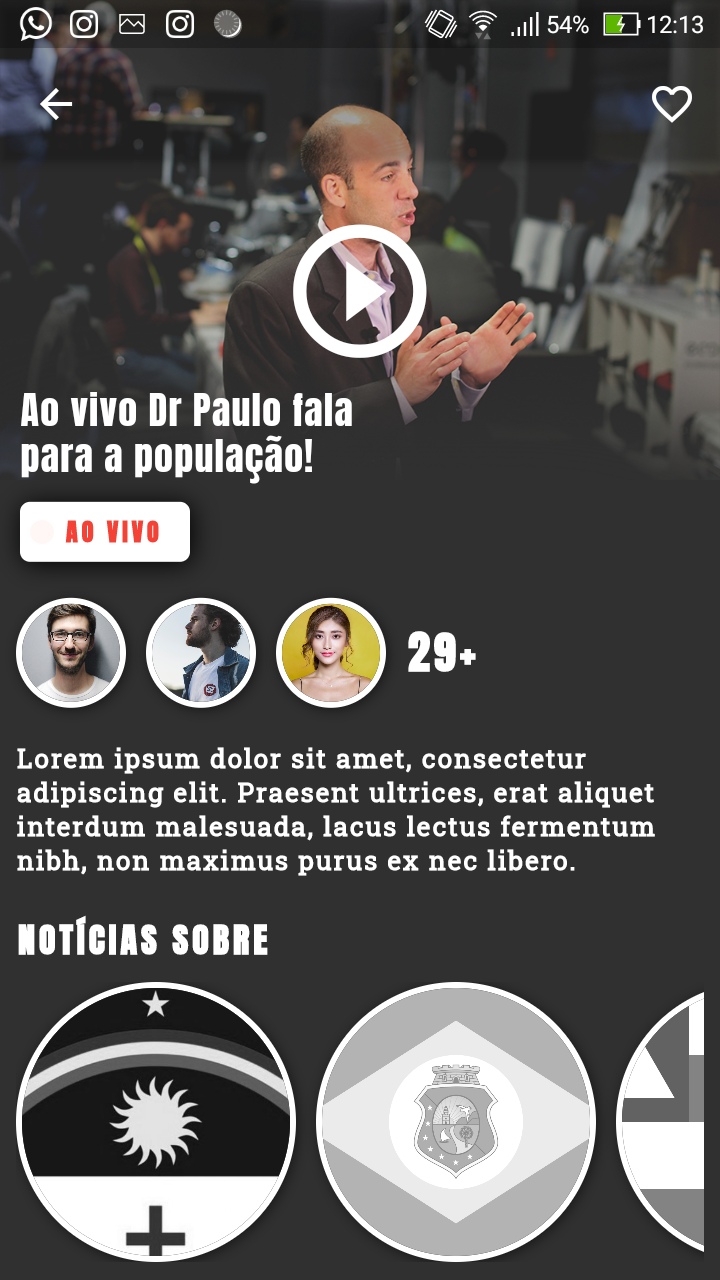 54% 12:13
Ao vivo Dr Paulo fala
para a população!
AO VIVO
29+
Lorem ipsum dolor sit amet, consectetur
adipiscing elit. Praesent ultrices, erat aliquet
interdum malesuada, lacus lectus fermentum
nibh, non maximus purus ex nec libero.
NOTÍCIAS SOBRE